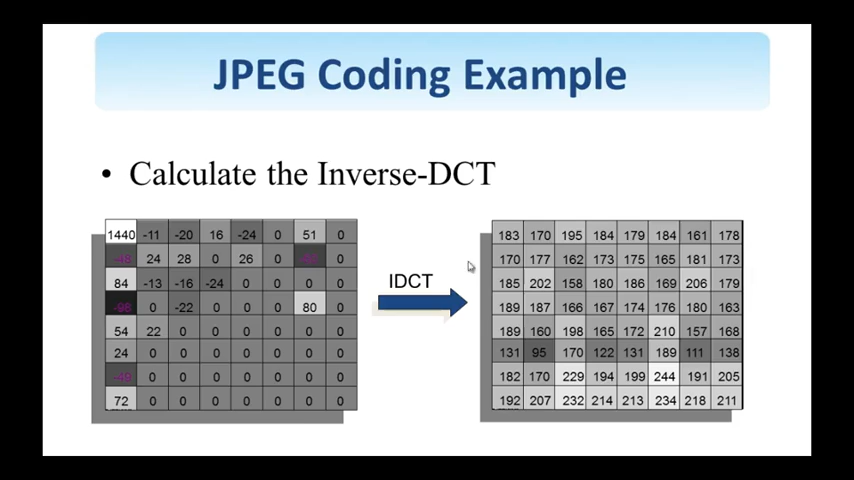 JPEG Coding Example
• Calculate the Inverse-DCT
1440 -11 -20 16 -24 0 51 0
24 28 0 26 0 0
84 -13 -16 -24 0 0 0 0
-98 0 -22 0 0 0 80 0
54 22 0 0 0 0 0 0
24 0 0 0 0 0 0 0
-49 0 0 0 0 0 0 0
72 0 0 0 0 0 0 0
IDCT
183 170 195 184 179 184 161 178
170 177 162 173 175 165 181 173
185 202 158 180 186 169 206 179
189 187 166 167 174 176 180 163
189 160 198 165 172 210 157 168
131 95 170 122 131 189 111 138
182 170 229 194 199 244 191 205
192 207 232 214 213 234 218 211